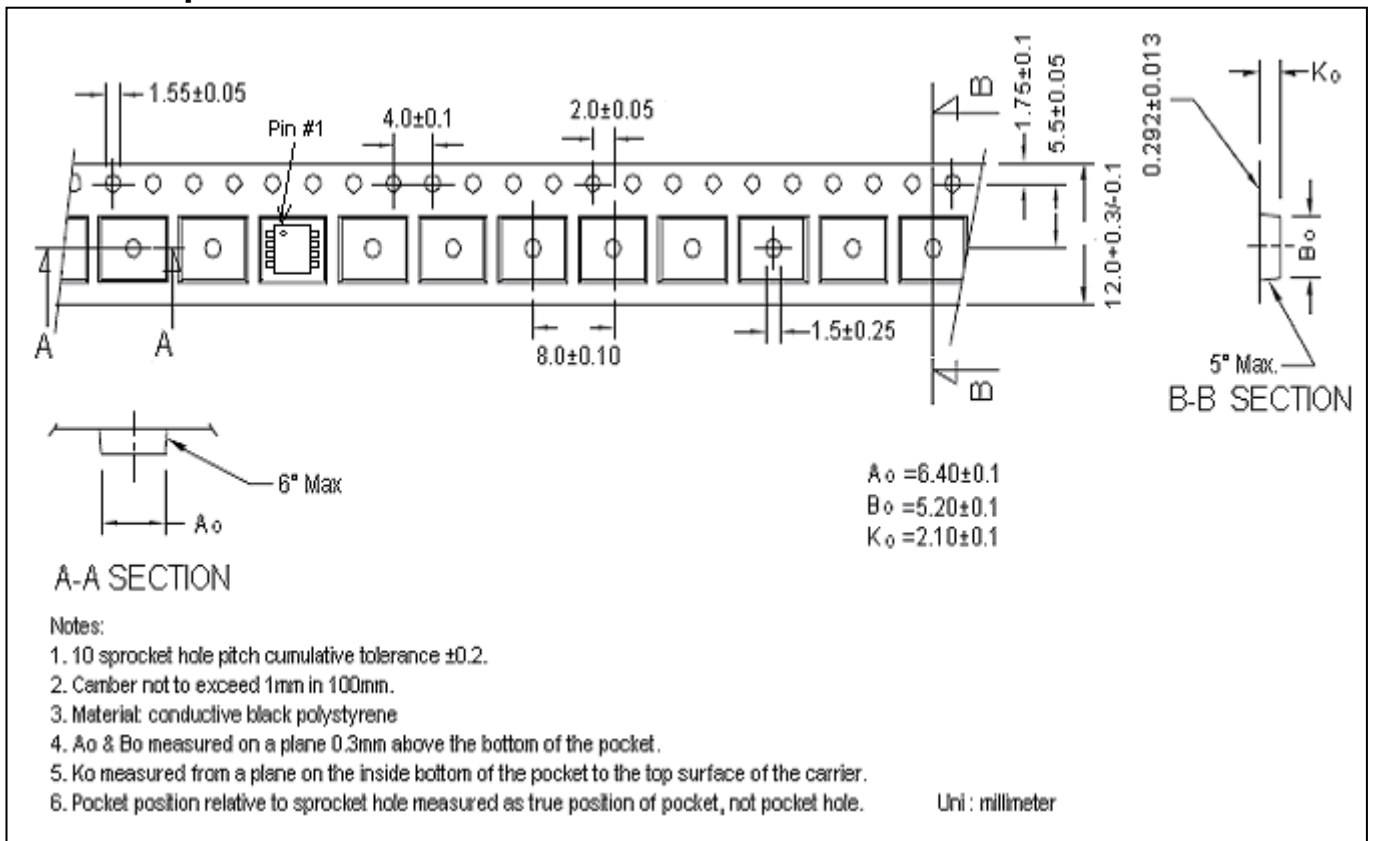 1.55±0.05
Pin #1
4.0±0.1
2.0±0.05
B
1.75±0.1
5.5±0.05
0.292±0.013
Ko
12.0+0.3/-0.1
Bo
A
A
8.0±0.10
1.5±0.25
B
5° Max.
B-B SECTION
6° Max
Ao
A-A SECTION
Ao =6.40±0.1
Bo =5.20±0.1
Ko =2.10±0.1
Notes:
1. 10 sprocket hole pitch cumulative tolerance ±0.2.
2. Camber not to exceed 1mm in 100mm.
3. Material: conductive black polystyrene
4. Ao & Bo measured on a plane 0.3mm above the bottom of the pocket.
5. Ko measured from a plane on the inside bottom of the pocket to the top surface of the carrier.
6. Pocket position relative to sprocket hole measured as true position of pocket, not pocket hole.
Uni : millimeter